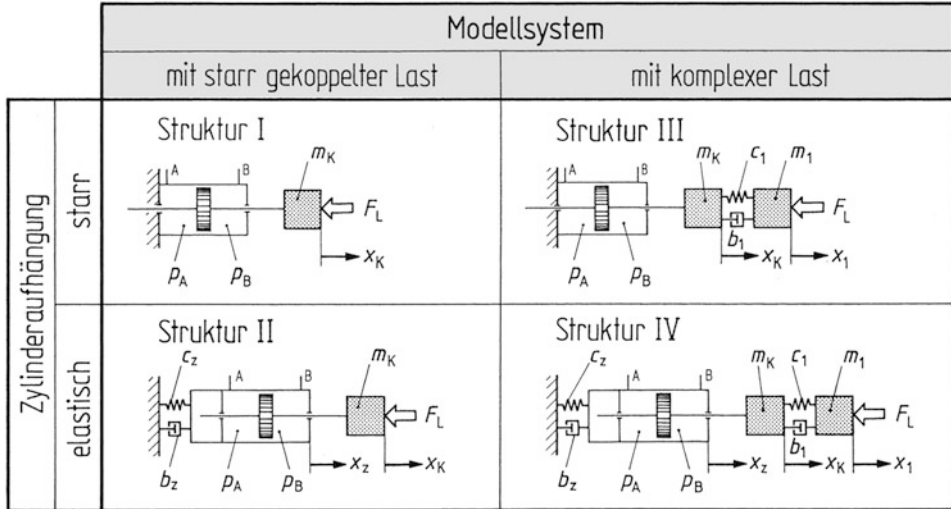 Modellsystem
mit starr gekoppelter Last
mit komplexer Last
Zylinderaufhängung
starr
elastisch
Struktur I
A
B
m_K
F_L
p_A
p_B
x_K
Struktur III
A
B
m_K
c_1
m_1
F_L
b_1
p_A
p_B
x_K
x_1
Struktur II
c_z
A
B
m_K
F_L
b_z
p_A
p_B
x_z
x_K
Struktur IV
c_z
A
B
m_K
c_1
m_1
F_L
b_1
b_z
p_A
p_B
x_z
x_K
x_1